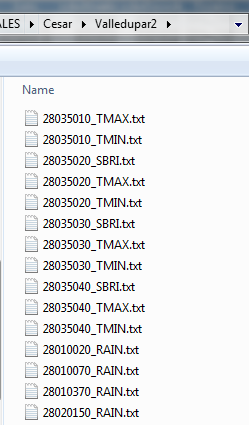 ALES Cesar Valledupar2
Name
28035010_TMAX.txt
28035010_TMIN.txt
28035020_SBRI.txt
28035020_TMAX.txt
28035020_TMIN.txt
28035030_SBRI.txt
28035030_TMAX.txt
28035030_TMIN.txt
28035040_SBRI.txt
28035040_TMAX.txt
28035040_TMIN.txt
28010020_RAIN.txt
28010070_RAIN.txt
28010370_RAIN.txt
28020150_RAIN.txt